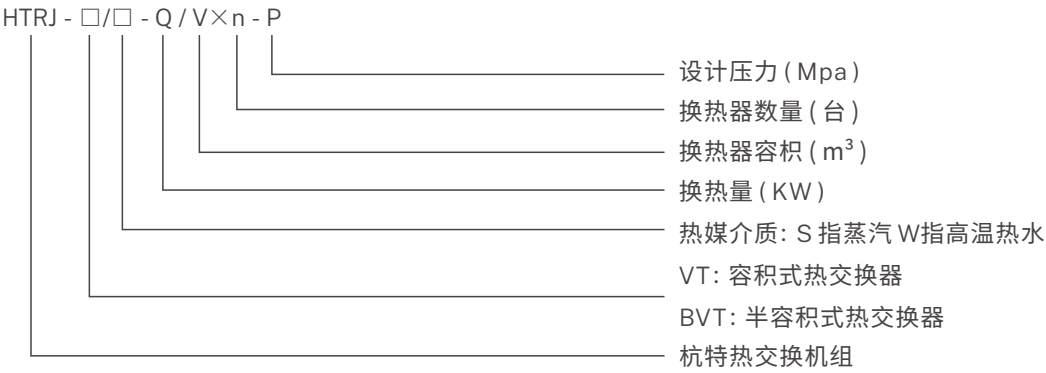 HTRJ - □/□ - Q / V×n - P
设计压力 ( Mpa )
换热器数量 ( 台 )
换热器容枳 ( m³ )
换热量 ( KW )
热媒介质: S 指蒸汽 W指高温热水
VT: 容积式热交换器
BVT: 半容积式热交换器
杭特热交换机组